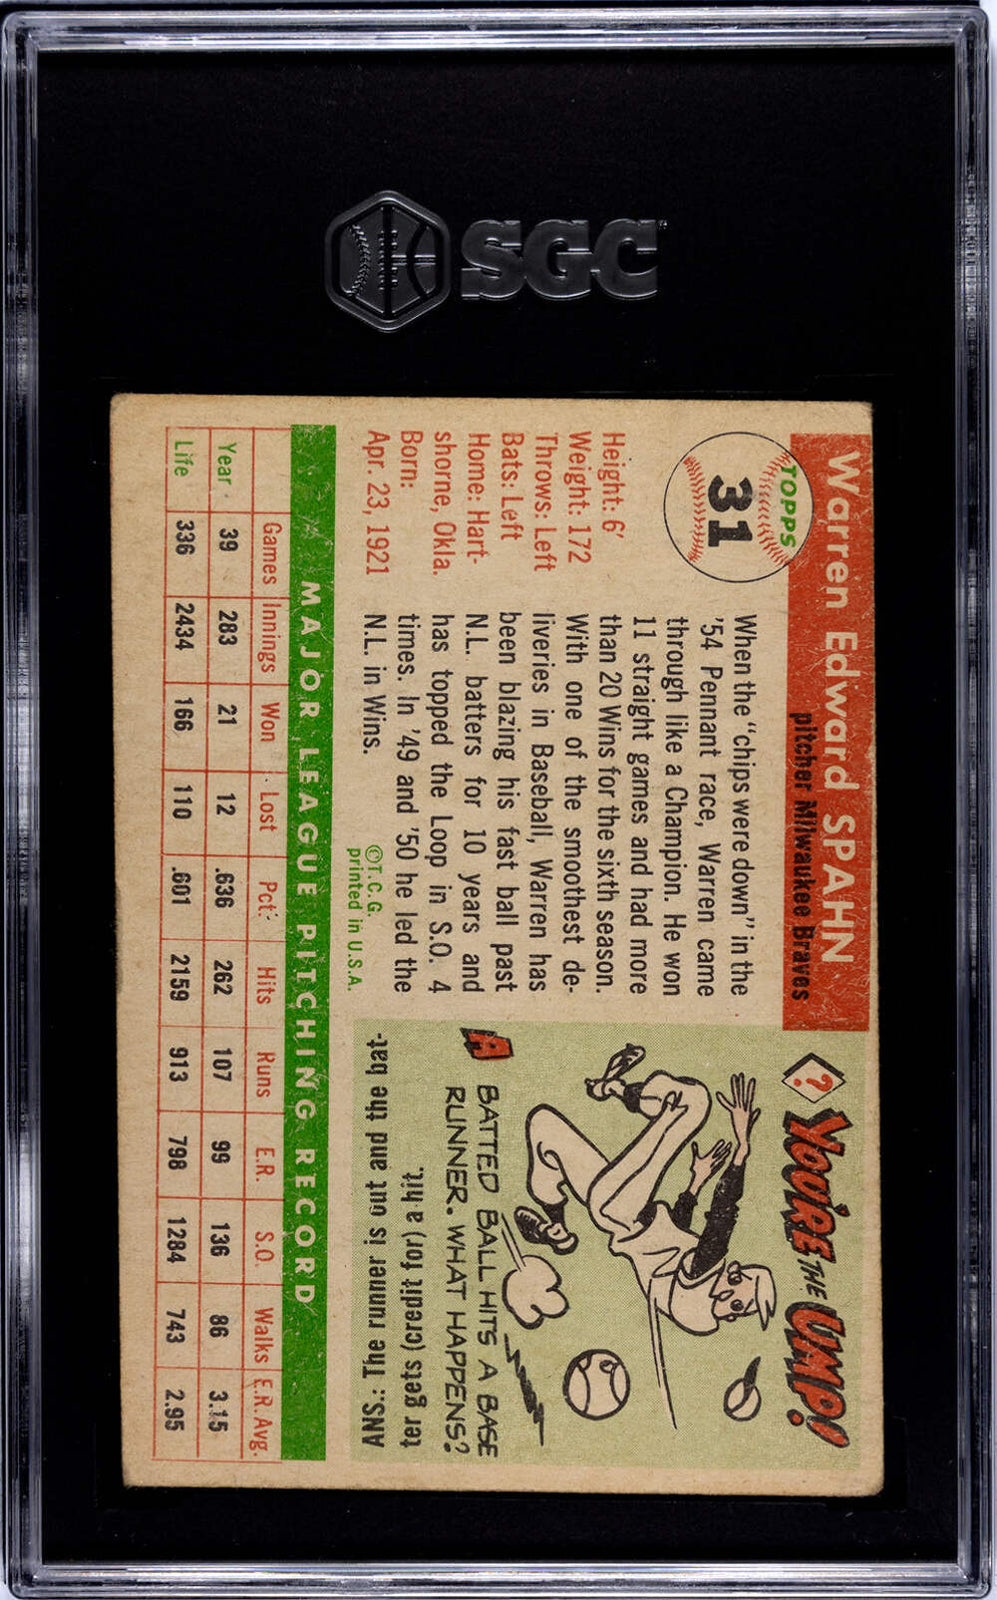 SGC
TOPPS
31
Warren Edward SPAHN
pitcher Milwaukee Braves
Height: 6'
Weight: 172
Throws: Left
Bats: Left
Home: Hart-
shorne, Okla.
Born:
Apr. 23, 1921
When the "chips were down" in the
'54 Pennant race, Warren came
through like a Champion. He won
11 straight games and had more
than 20 Wins for the sixth season.
With one of the smoothest de-
liveries in Baseball, Warren has
been blazing his fast ball past
N.L. batters for 10 years and
has topped the Loop in S.O. 4
times. In '49 and '50 he led the
N.L. in Wins.
©T.C.G.
printed in U.S.A.
? YOU'RE THE UMP!
A BATTED BALL HITS A BASE
RUNNER. WHAT HAPPENS?
ANS.: The runner is out and the bat-
ter gets (credit for) a hit.
MAJOR LEAGUE PITCHING RECORD
Games Innings Won Lost Pct. Hits Runs E.R. S.O. Walks E.R. Avg.
Year 39 283 21 12 .636 262 107 99 136 86 3.15
Life 336 2434 166 110 .601 2159 913 798 1284 743 2.95